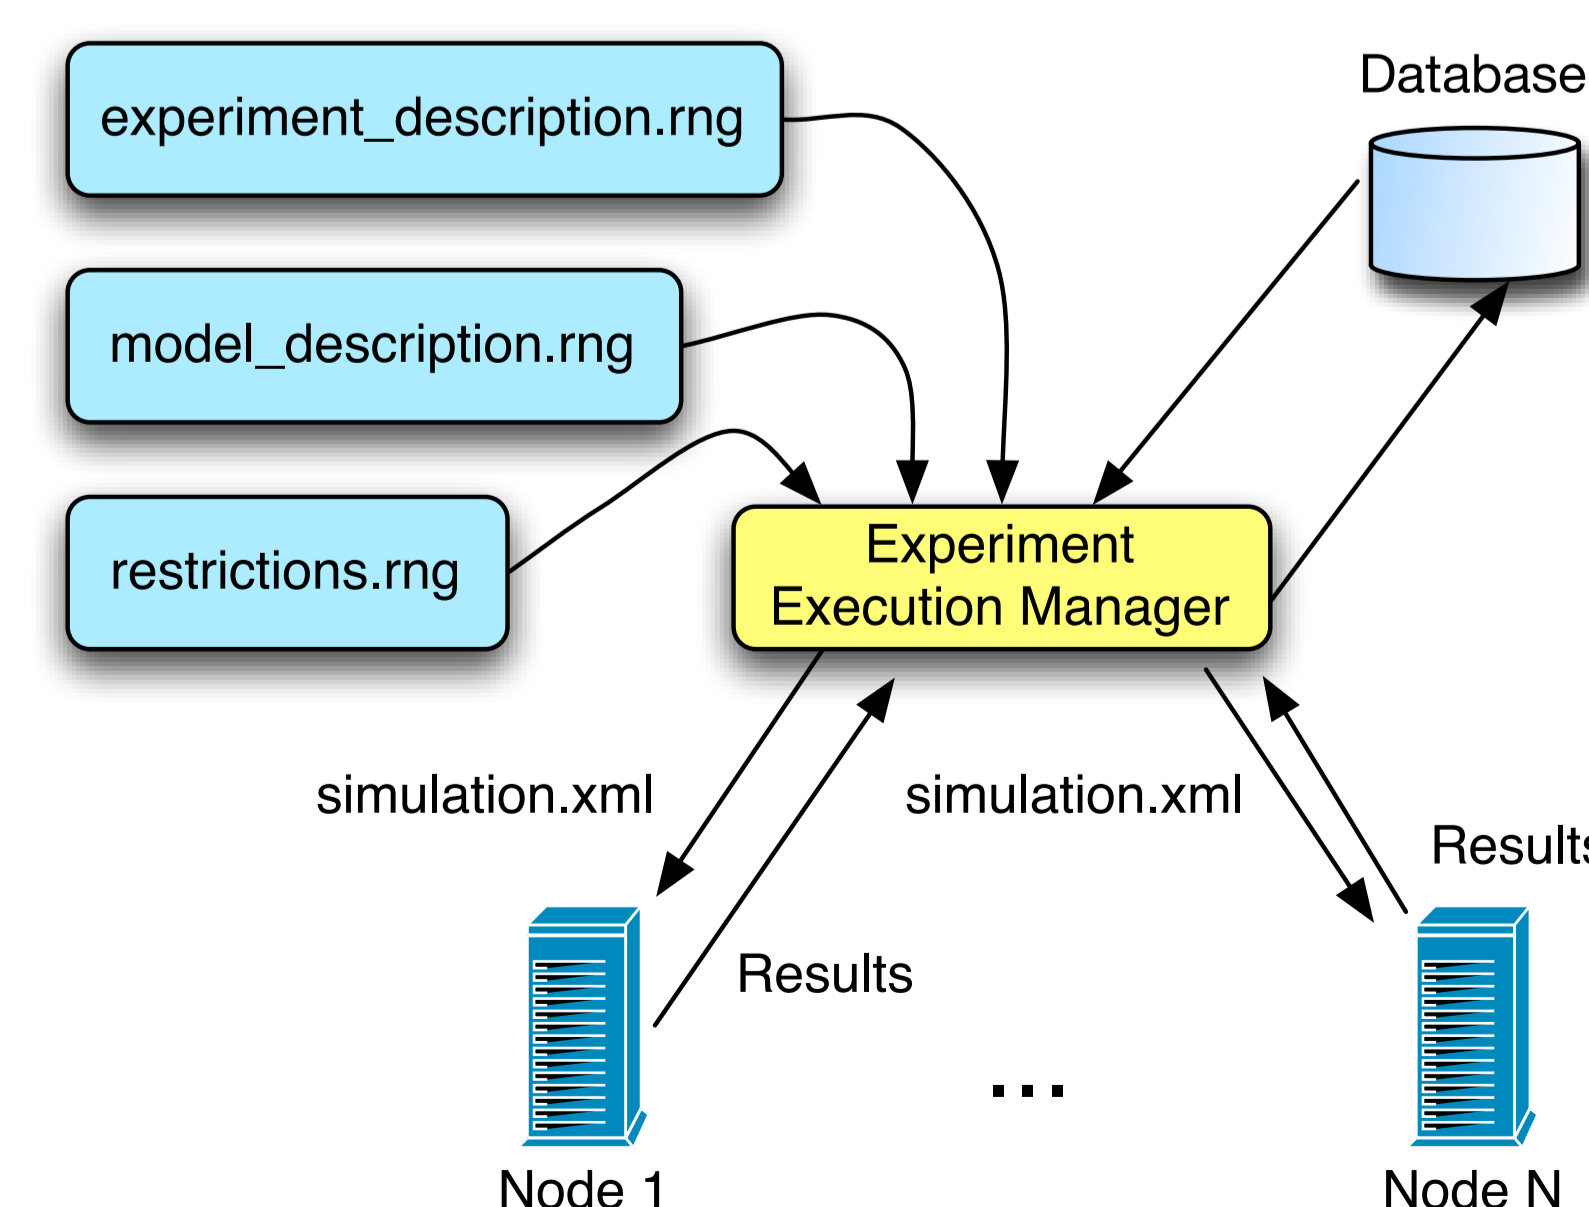 experiment_description.rng
Database
model_description.rng
restrictions.rng
Experiment
Execution Manager
simulation.xml
simulation.xml
Results
Results
...
Node 1
Node N